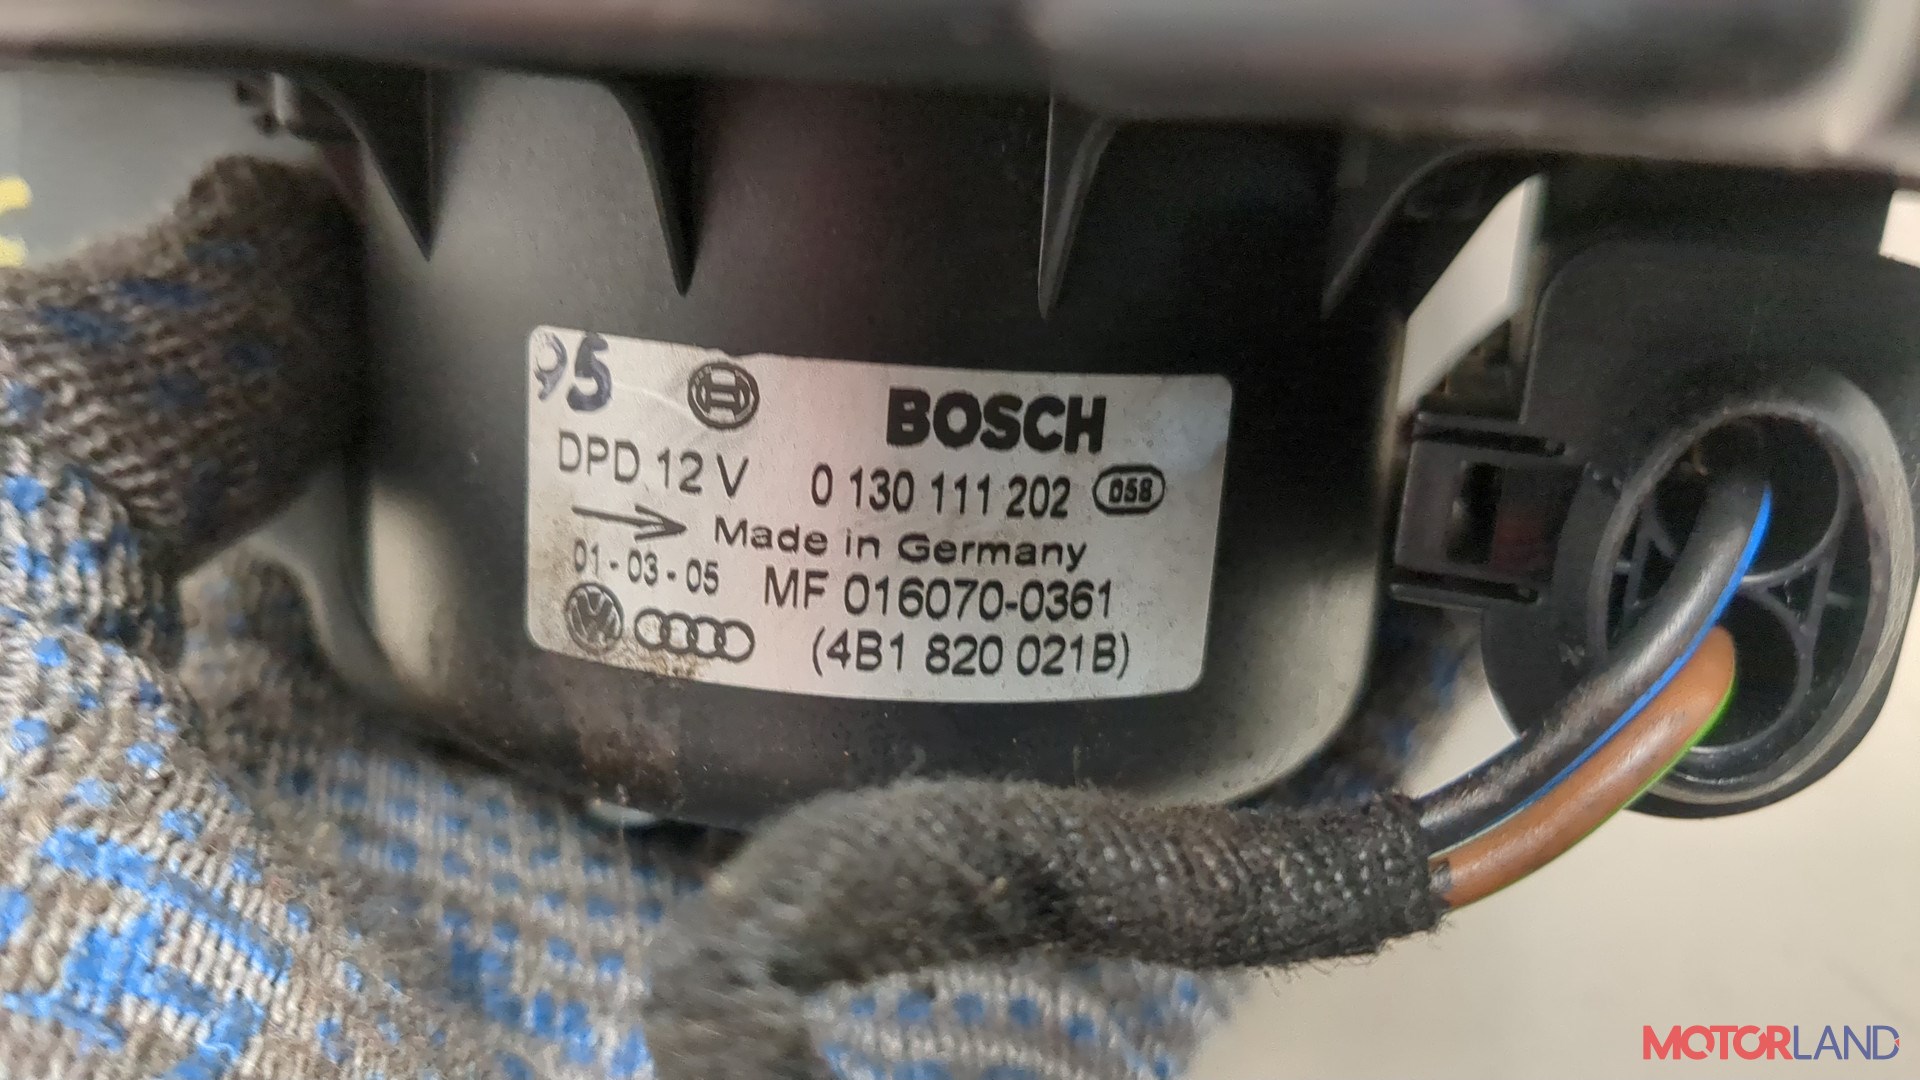 95
BOSCH
DPD 12 V 0 130 111 202 058
Made in Germany
01-03-05 MF 016070-0361
(4B1 820 021B)
MOTORLAND